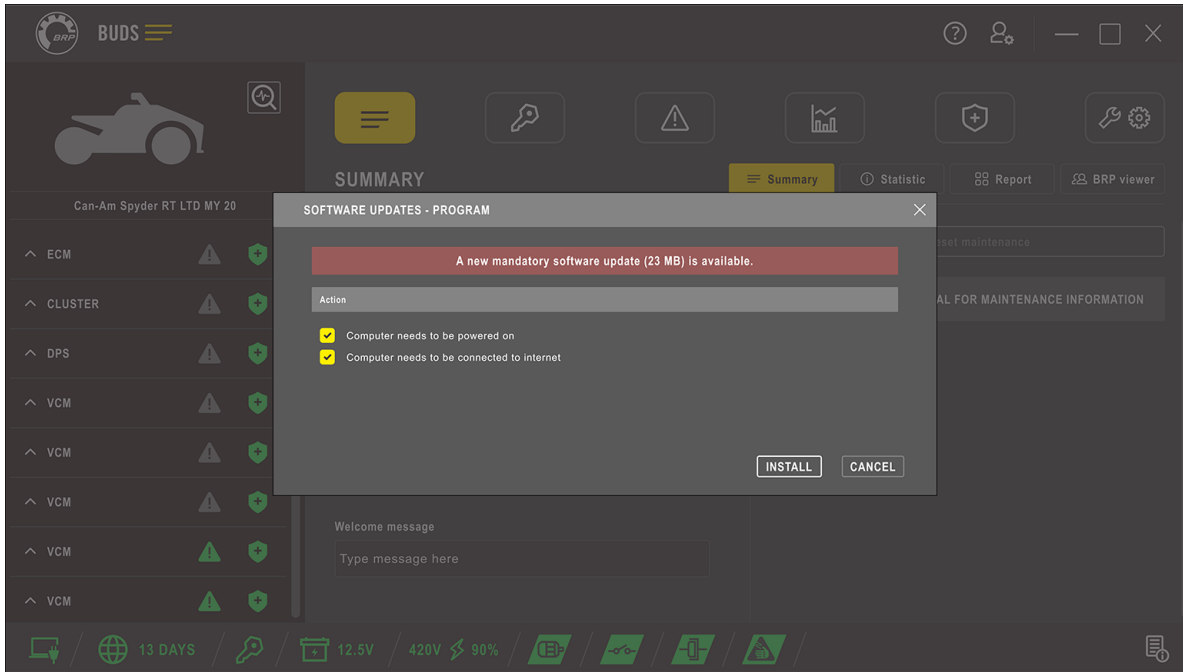 BRP BUDS
SUMMARY
Summary
Statistic
Report
BRP viewer
Can-Am Spyder RT LTD MY 20
SOFTWARE UPDATES - PROGRAM
A new mandatory software update (23 MB) is available.
Action
Computer needs to be powered on
Computer needs to be connected to internet
INSTALL
CANCEL
ECM
CLUSTER
DPS
VCM
VCM
VCM
VCM
VCM
maintenance
FOR MAINTENANCE INFORMATION
Welcome message
Type message here
13 DAYS
12.5V
420V
90%